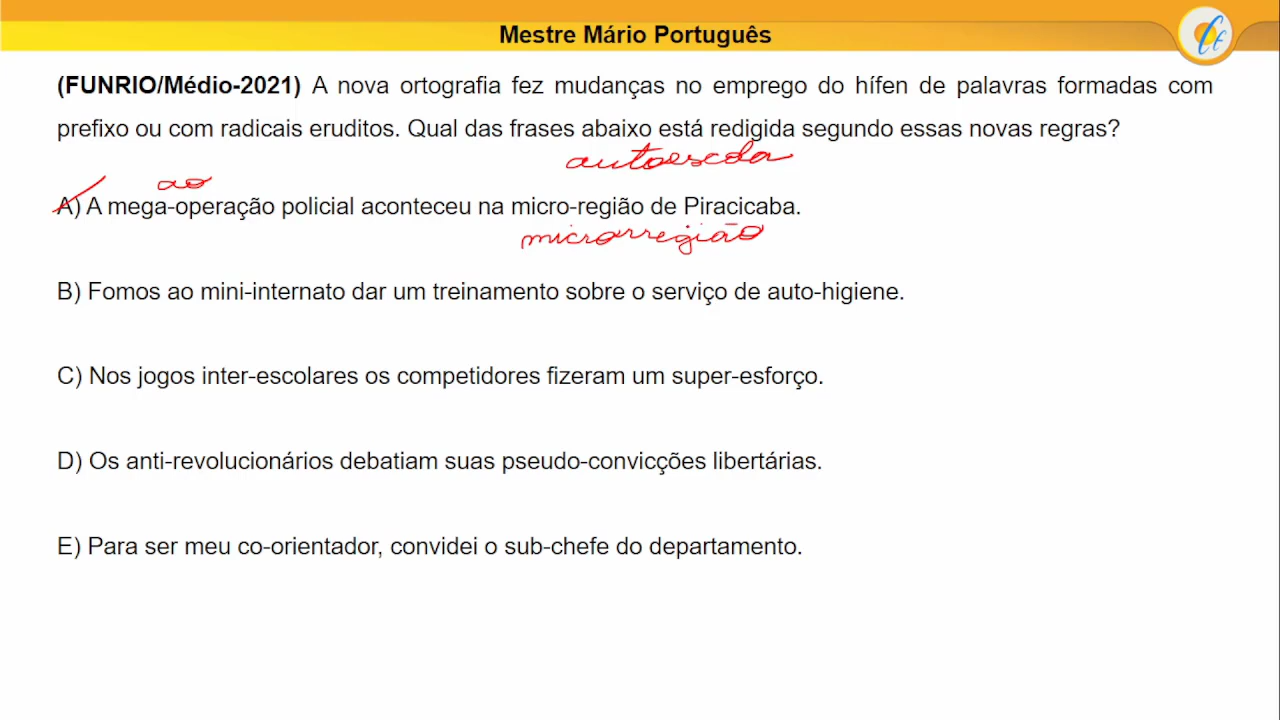 Mestre Mário Português
(FUNRIO/Médio-2021) A nova ortografia fez mudanças no emprego do hífen de palavras formadas com
prefixo ou com radicais eruditos. Qual das frases abaixo está redigida segundo essas novas regras?
autoescola
ao
A) A mega-operação policial aconteceu na micro-região de Piracicaba.
microrregião
B) Fomos ao mini-internato dar um treinamento sobre o serviço de auto-higiene.
C) Nos jogos inter-escolares os competidores fizeram um super-esforço.
D) Os anti-revolucionários debatiam suas pseudo-convicções libertárias.
E) Para ser meu co-orientador, convidei o sub-chefe do departamento.